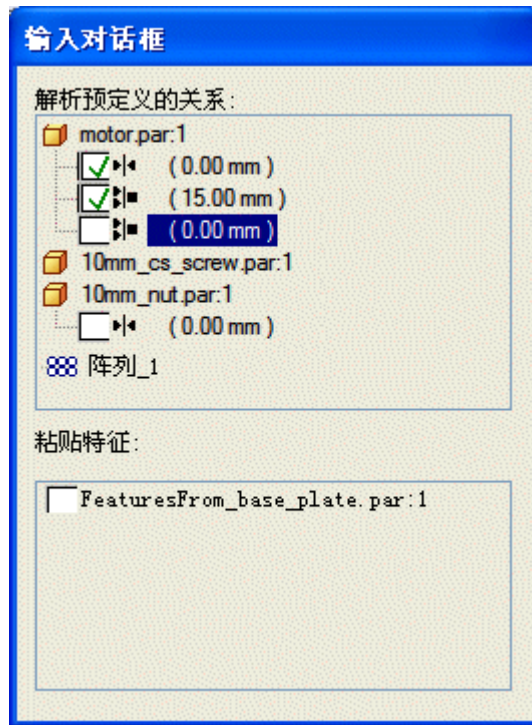 输入对话框
解析预定义的关系:
motor.par:1
( 0.00 mm )
( 15.00 mm )
( 0.00 mm )
10mm_cs_screw.par:1
10mm_nut.par:1
( 0.00 mm )
阵列_1
粘贴特征:
FeaturesFrom_base_plate.par:1